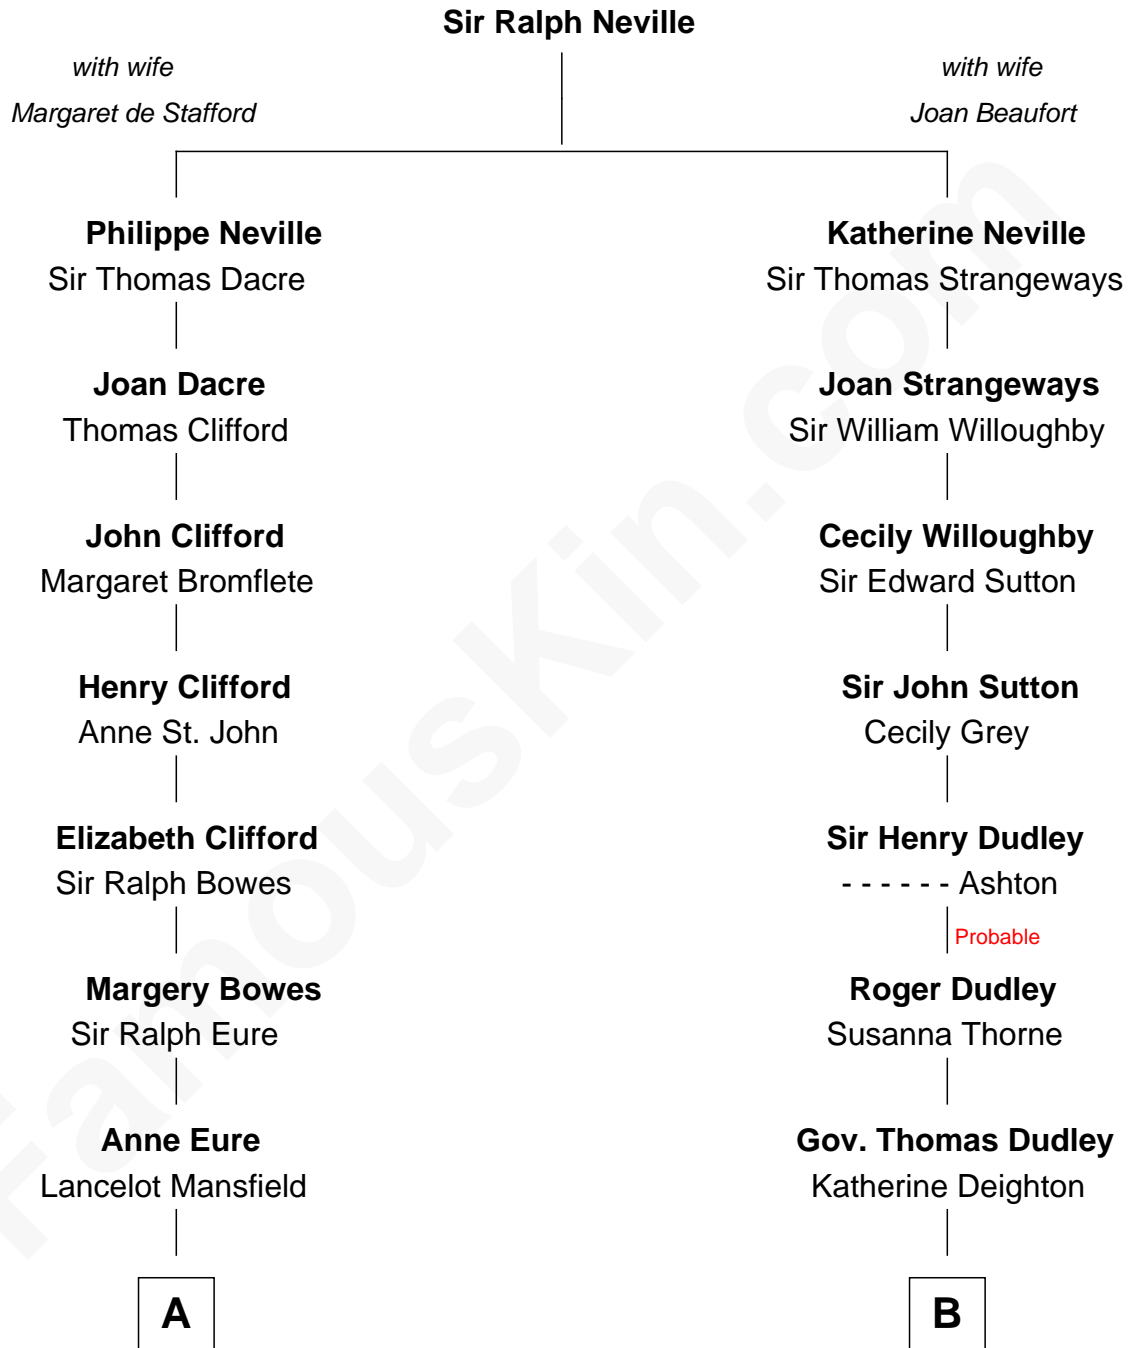 Sir Ralph Neville
with wife
Margaret de Stafford
with wife
Joan Beaufort
Philippe Neville
Sir Thomas Dacre
Katherine Neville
Sir Thomas Strangeways
Joan Dacre
Thomas Clifford
Joan Strangeways
Sir William Willoughby
John Clifford
Margaret Bromflete
Cecily Willoughby
Sir Edward Sutton
Henry Clifford
Anne St. John
Sir John Sutton
Cecily Grey
Elizabeth Clifford
Sir Ralph Bowes
Sir Henry Dudley
- - - - - - Ashton
Probable
Margery Bowes
Sir Ralph Eure
Roger Dudley
Susanna Thorne
Anne Eure
Lancelot Mansfield
Gov. Thomas Dudley
Katherine Deighton
A
B
FamousKin.com